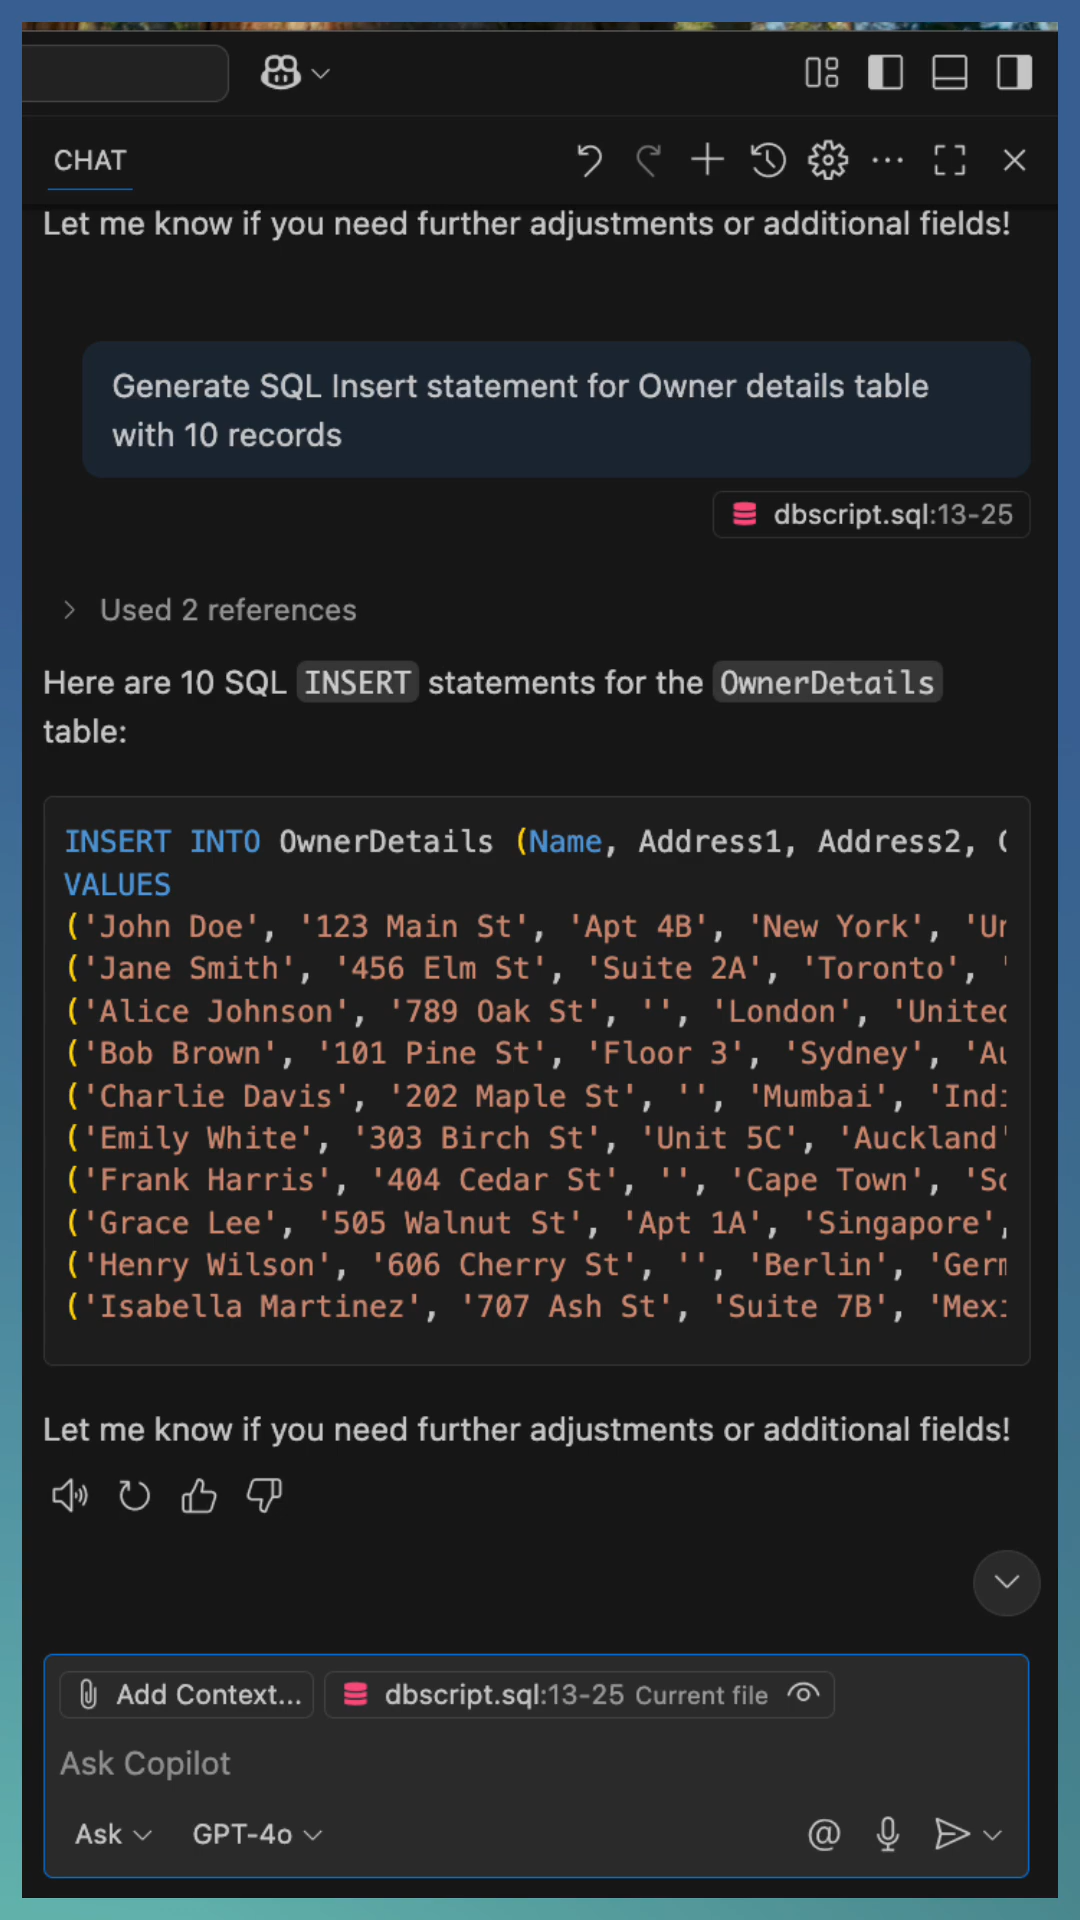 CHAT
Let me know if you need further adjustments or additional fields!
Generate SQL Insert statement for Owner details table
with 10 records
dbscript.sql:13-25
Used 2 references
Here are 10 SQL INSERT statements for the OwnerDetails
table:
INSERT INTO OwnerDetails (Name, Address1, Address2,
VALUES
('John Doe', '123 Main St', 'Apt 4B', 'New York',
('Jane Smith', '456 Elm St', 'Suite 2A', 'Toronto', '
('Alice Johnson', '789 Oak St', '', 'London', 'United
('Bob Brown', '101 Pine St', 'Floor 3', 'Sydney', 'Au
('Charlie Davis', '202 Maple St', '', 'Mumbai', 'Indi
('Emily White', '303 Birch St', 'Unit 5C', 'Auckland'
('Frank Harris', '404 Cedar St', '', 'Cape Town', 'So
('Grace Lee', '505 Walnut St', 'Apt 1A', 'Singapore',
('Henry Wilson', '606 Cherry St', '', 'Berlin', 'Germ
('Isabella Martinez', '707 Ash St', 'Suite 7B', 'Mexi
Let me know if you need further adjustments or additional fields!
Add Context... dbscript.sql:13-25 Current file
Ask Copilot
Ask GPT-4o @